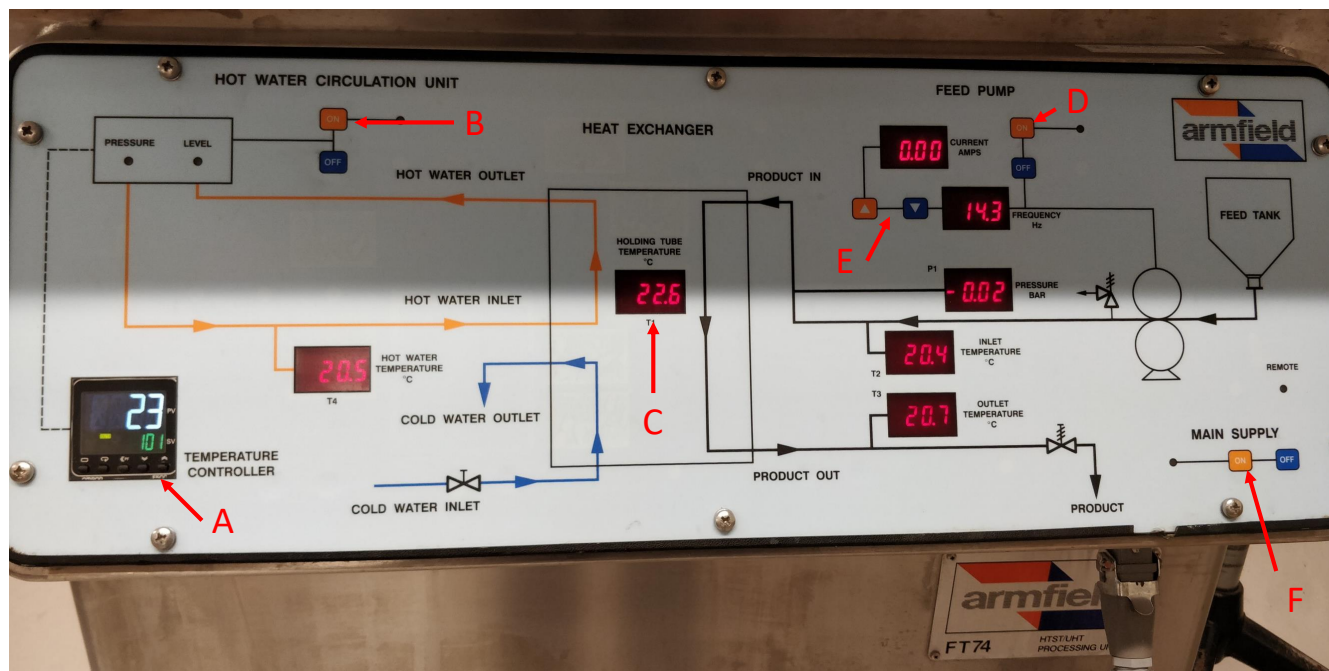 HOT WATER CIRCULATION UNIT
ON
B
OFF
PRESSURE
LEVEL
HOT WATER OUTLET
HEAT EXCHANGER
PRODUCT IN
FEED PUMP
D
ON
OFF
0.00
CURRENT
AMPS
14.3
FREQUENCY
Hz
E
armfield
FEED TANK
HOLDING TUBE
TEMPERATURE
°C
22.6
T1
C
P1
-0.02
PRESSURE
BAR
HOT WATER INLET
20.5
HOT WATER
TEMPERATURE
°C
T4
20.4
INLET
TEMPERATURE
°C
T2
T3
20.7
OUTLET
TEMPERATURE
°C
REMOTE
23
PV
101
SV
TEMPERATURE
CONTROLLER
A
COLD WATER OUTLET
COLD WATER INLET
PRODUCT OUT
PRODUCT
MAIN SUPPLY
ON
OFF
F
armfield
FT74
HTST/UHT
PROCESSING